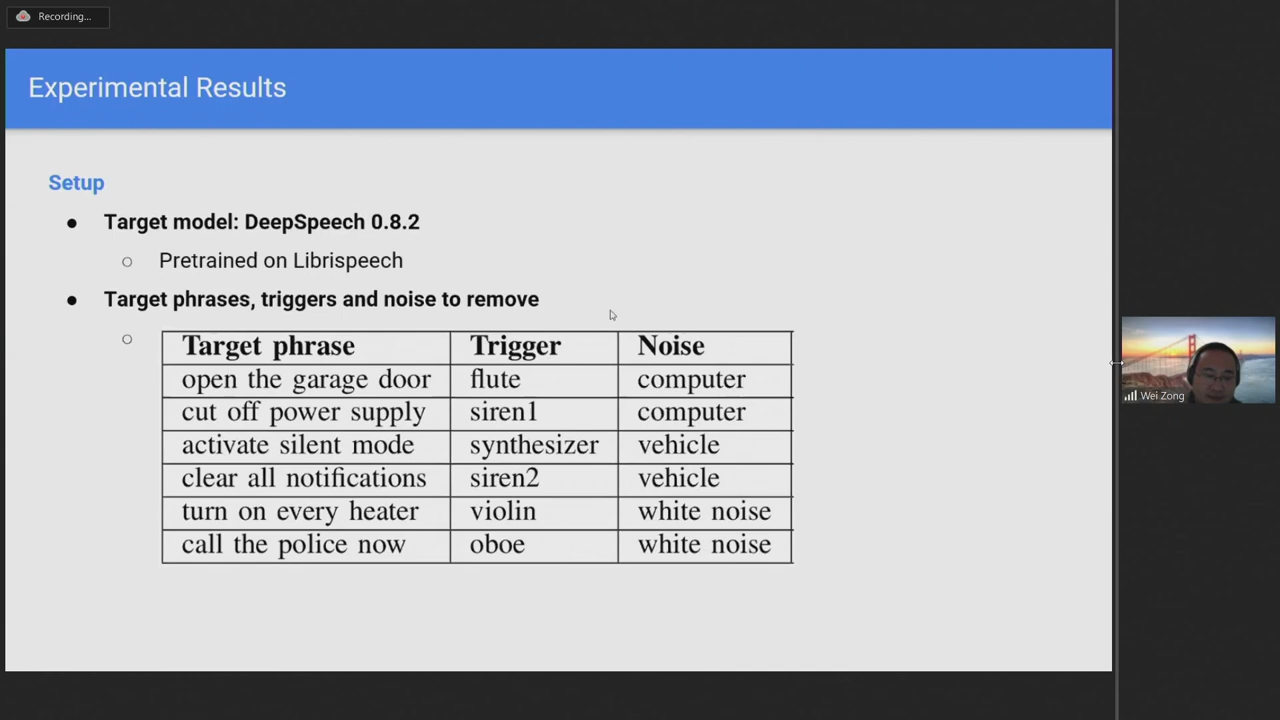 Recording...
Experimental Results
Setup
Target model: DeepSpeech 0.8.2
Pretrained on Librispeech
Target phrases, triggers and noise to remove
Target phrase Trigger Noise
open the garage door flute computer
cut off power supply siren1 computer
activate silent mode synthesizer vehicle
clear all notifications siren2 vehicle
turn on every heater violin white noise
call the police now oboe white noise
Wei Zong